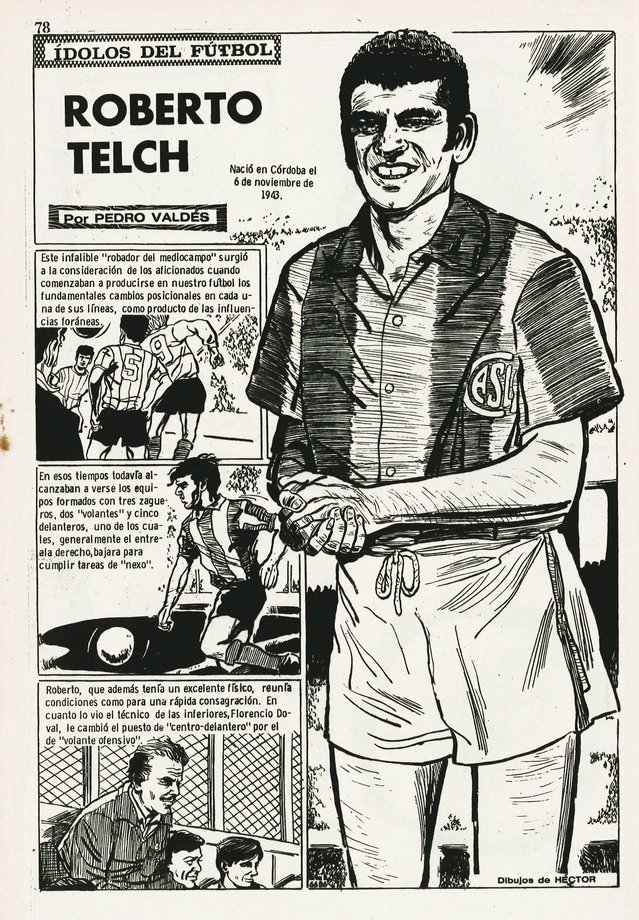 78
ÍDOLOS DEL FÚTBOL
ROBERTO
TELCH
Nació en Córdoba el
6 de noviembre de
1943.
Por PEDRO VALDÉS
Este infalible "robador del mediocampo" surgió
a la consideración de los aficionados cuando
comenzaban a producirse en nuestro fútbol los
fundamentales cambios posicionales en cada u-
na de sus líneas, como producto de las influen-
cias foráneas.
5
9
CASL
En esos tiempos todavía al-
canzaban a verse los equi-
pos formados con tres zague-
ros, dos "volantes" y cinco
delanteros, uno de los cua-
les, generalmente el entre-
ala derecho,bajara para
cumplir tareas de "nexo".
Roberto, que además tenía un excelente físico, reunía
condiciones como para una rápida consagración. En
cuanto lo vio el técnico de las inferiores,Florencio Do-
val, le cambió el puesto de "centro-delantero" por el
de "volante ofensivo".
Dibujos de HÉCTOR